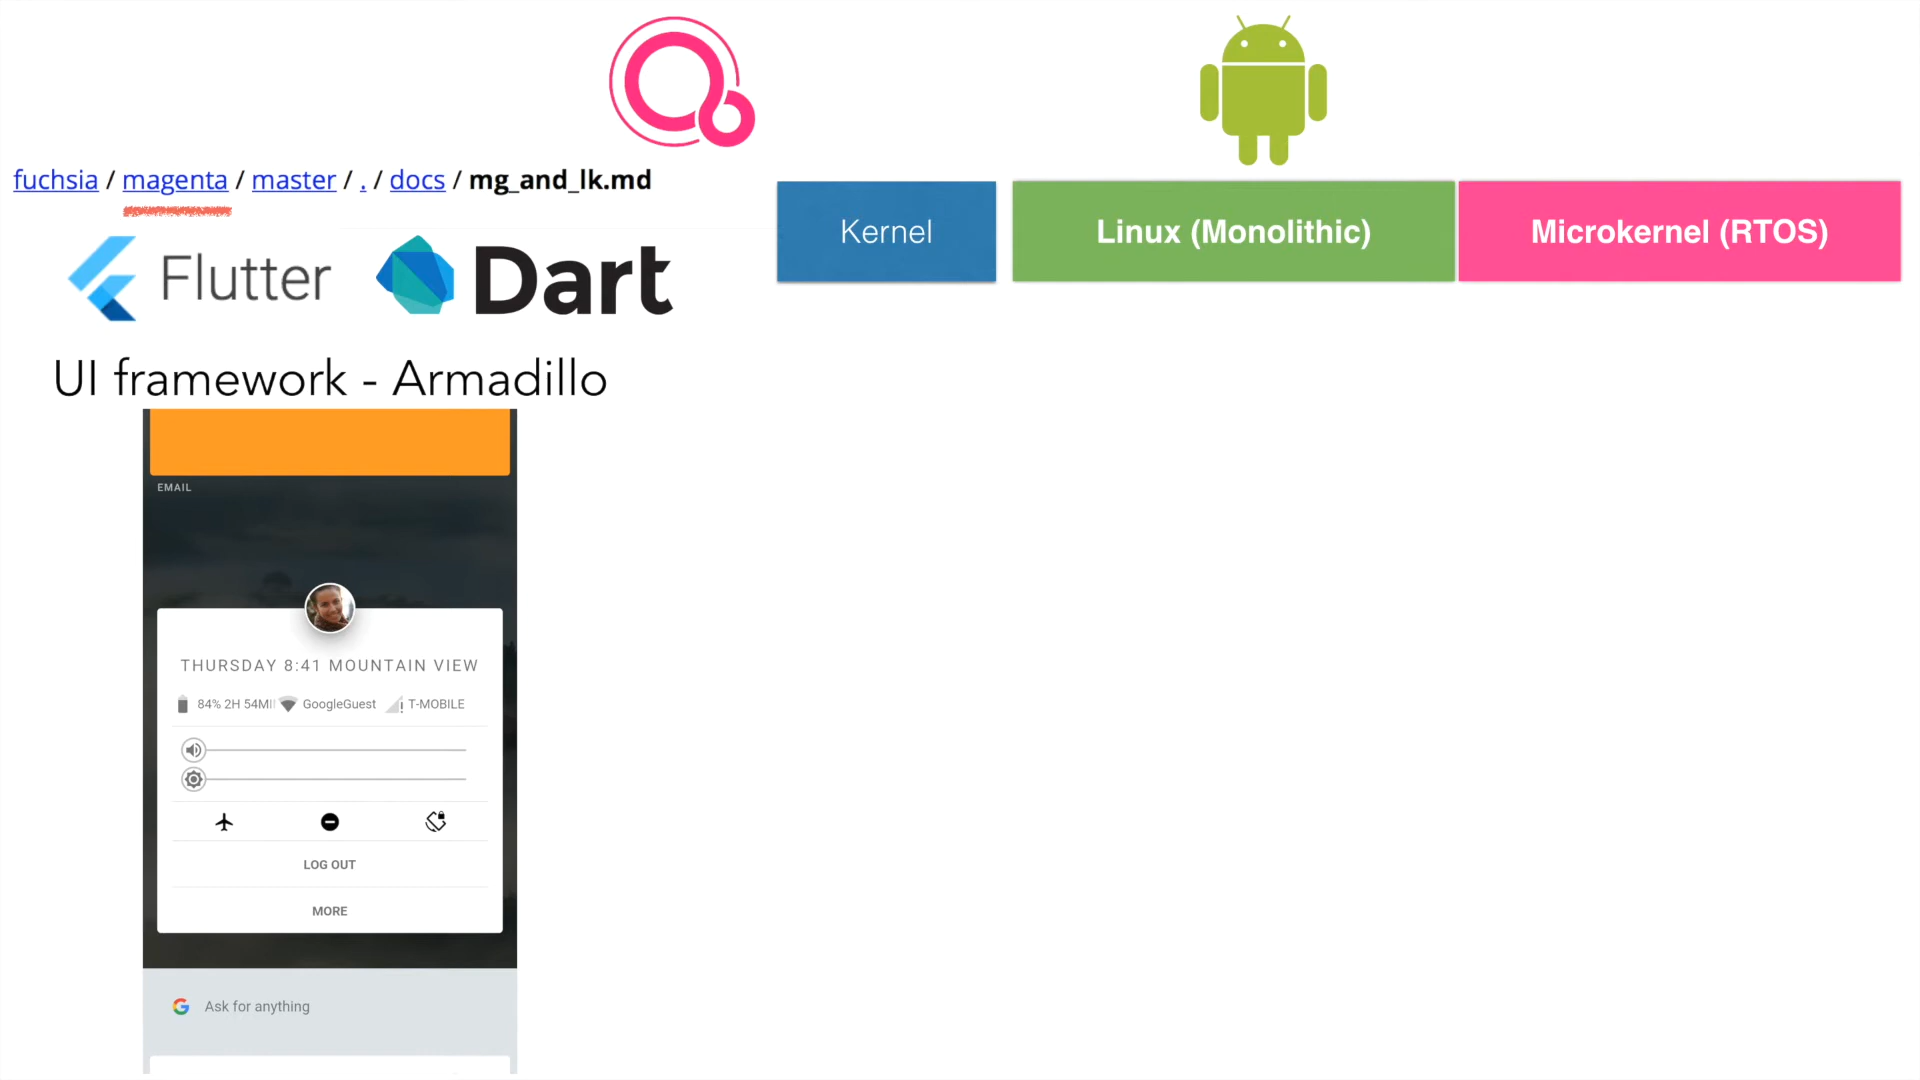 fuchsia / magenta / master / . / docs / mg_and_lk.md
Kernel
Linux (Monolithic)
Microkernel (RTOS)
Flutter
Dart
UI framework - Armadillo
EMAIL
THURSDAY 8:41 MOUNTAIN VIEW
84% 2H 54MI GoogleGuest T-MOBILE
LOG OUT
MORE
G Ask for anything